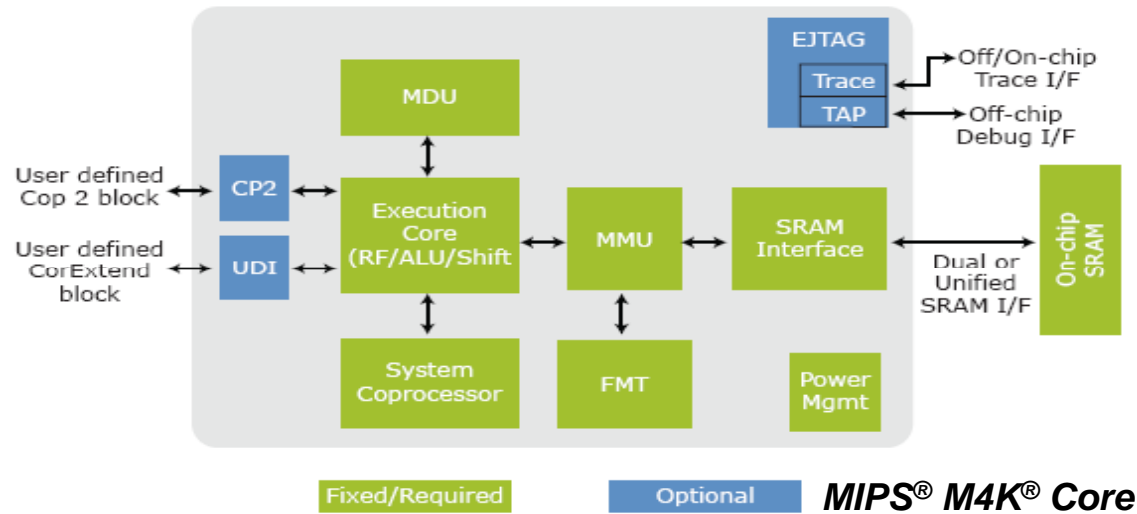 EJTAG
Trace
TAP
Off/On-chip
Trace I/F
Off-chip
Debug I/F
MDU
User defined
Cop 2 block
CP2
Execution
Core
(RF/ALU/Shift
MMU
SRAM
Interface
On-chip
SRAM
User defined
CorExtend
block
UDI
Dual or
Unified
SRAM I/F
System
Coprocessor
FMT
Power
Mgmt
Fixed/Required
Optional
MIPS® M4K® Core